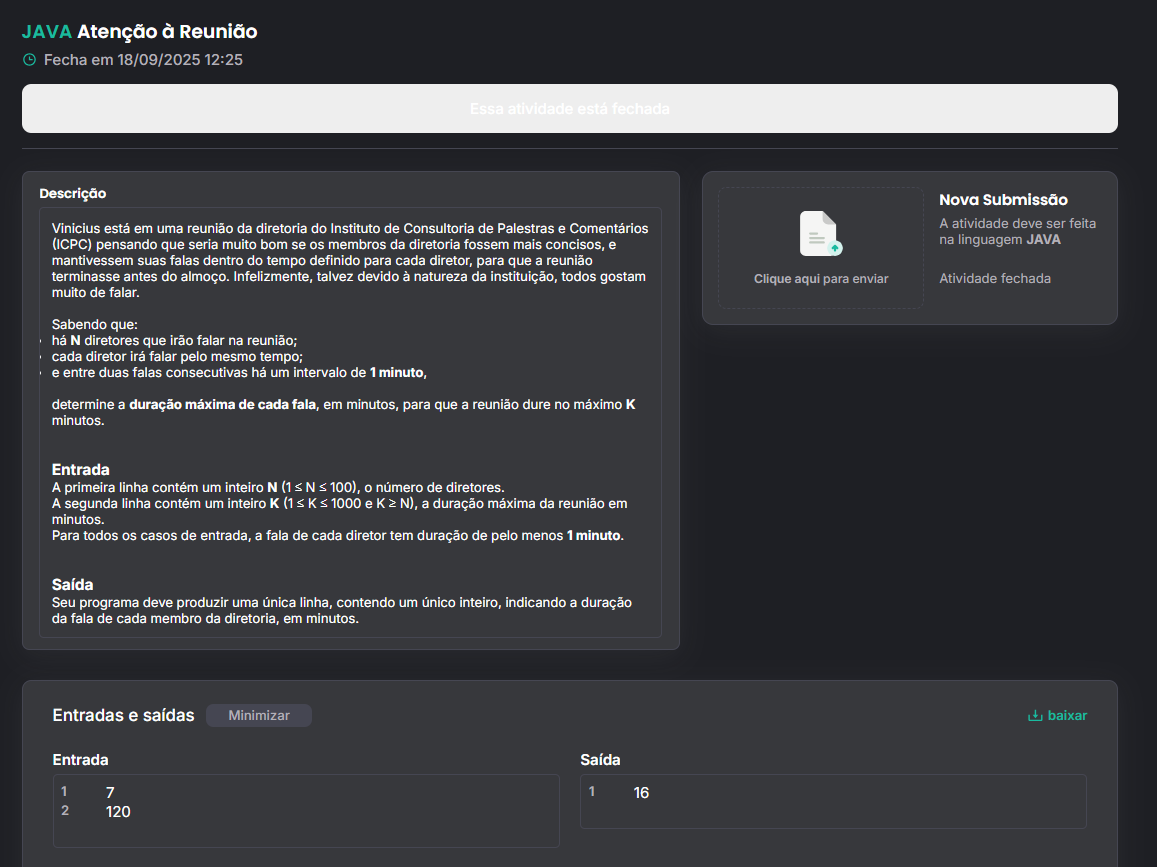 JAVA Atenção à Reunião
Fecha em 18/09/2025 12:25
Essa atividade está fechada
Descrição
Vinicius está em uma reunião da diretoria do Instituto de Consultoria de Palestras e Comentários
(ICPC) pensando que seria muito bom se os membros da diretoria fossem mais concisos, e
mantivessem suas falas dentro do tempo definido para cada diretor, para que a reunião
terminasse antes do almoço. Infelizmente, talvez devido à natureza da instituição, todos gostam
muito de falar.
Sabendo que:
há N diretores que irão falar na reunião;
cada diretor irá falar pelo mesmo tempo;
e entre duas falas consecutivas há um intervalo de 1 minuto,
determine a duração máxima de cada fala, em minutos, para que a reunião dure no máximo K
minutos.
Entrada
A primeira linha contém um inteiro N (1 ≤ N ≤ 100), o número de diretores.
A segunda linha contém um inteiro K (1 ≤ K ≤ 1000 e K ≥ N), a duração máxima da reunião em
minutos.
Para todos os casos de entrada, a fala de cada diretor tem duração de pelo menos 1 minuto.
Saída
Seu programa deve produzir uma única linha, contendo um único inteiro, indicando a duração
da fala de cada membro da diretoria, em minutos.
Clique aqui para enviar
Nova Submissão
A atividade deve ser feita
na linguagem JAVA
Atividade fechada
Entradas e saídas
Minimizar
baixar
Entrada
1 7
2 120
Saída
1 16